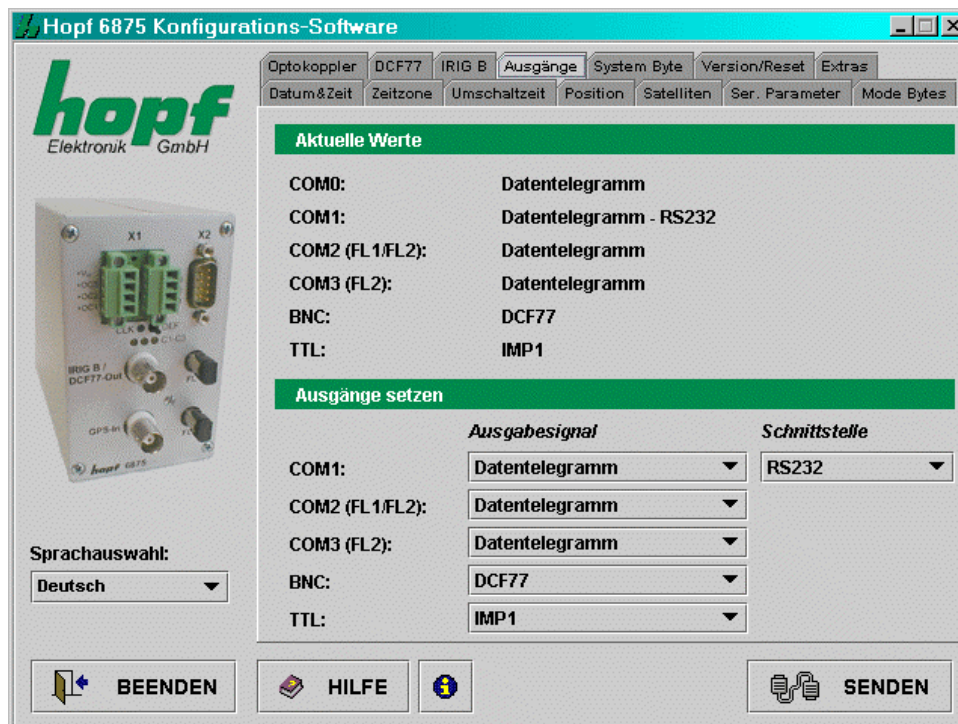 Hopf 6875 Konfigurations-Software
hopf
Elektronik GmbH
Optokoppler DCF77 IRIG B Ausgänge System Byte Version/Reset Extras
Datum&Zeit Zeitzone Umschaltzeit Position Satelliten Ser. Parameter Mode Bytes
Aktuelle Werte
COM0: Datentelegramm
COM1: Datentelegramm - RS232
COM2 (FL1/FL2): Datentelegramm
COM3 (FL2): Datentelegramm
BNC: DCF77
TTL: IMP1
X1 X2
CLK
C1-C3
IRIG B /
DCF77-Out
GPS-In
hopf 6875
Ausgänge setzen
Ausgabesignal Schnittstelle
COM1: Datentelegramm RS232
COM2 (FL1/FL2): Datentelegramm
COM3 (FL2): Datentelegramm
BNC: DCF77
TTL: IMP1
Sprachauswahl:
Deutsch
BEENDEN HILFE SENDEN